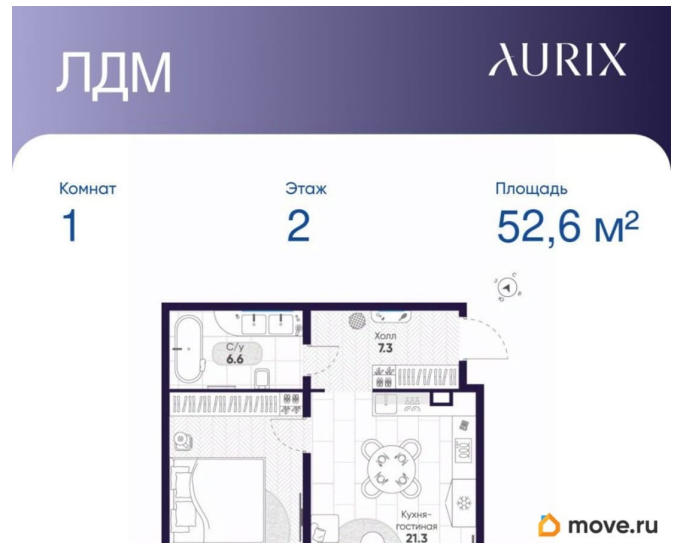 ЛДМ
AURIX
Комнат
Этаж
Площадь
1
2
52,6 м²
С/у
6.6
Холл
7.3
Кухня-
гостиная
21.3
move.ru